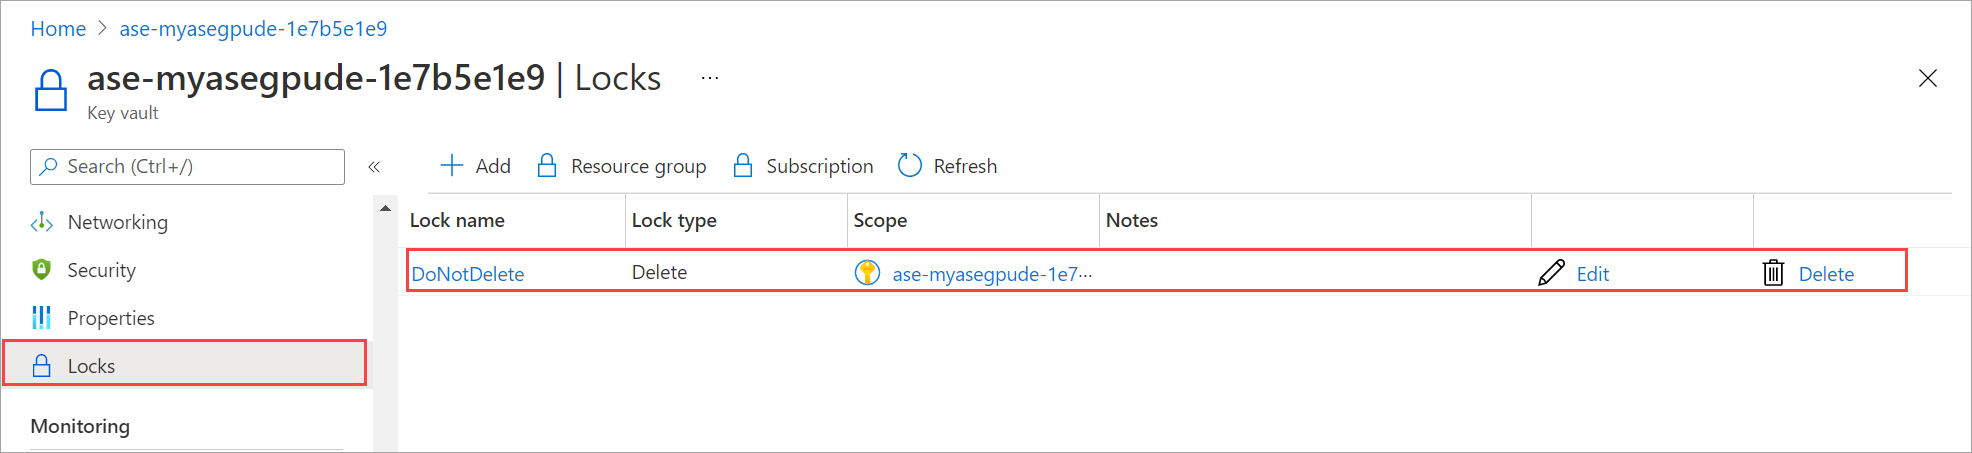 Home > ase-myasegpude-1e7b5e1e9
ase-myasegpude-1e7b5e1e9 | Locks ...
Key vault
Search (Ctrl+/) «
Add Resource group Subscription Refresh
Networking
Security
Properties
Locks
Monitoring
Lock name Lock type Scope Notes
DoNotDelete Delete ase-myasegpude-1e7... Edit Delete